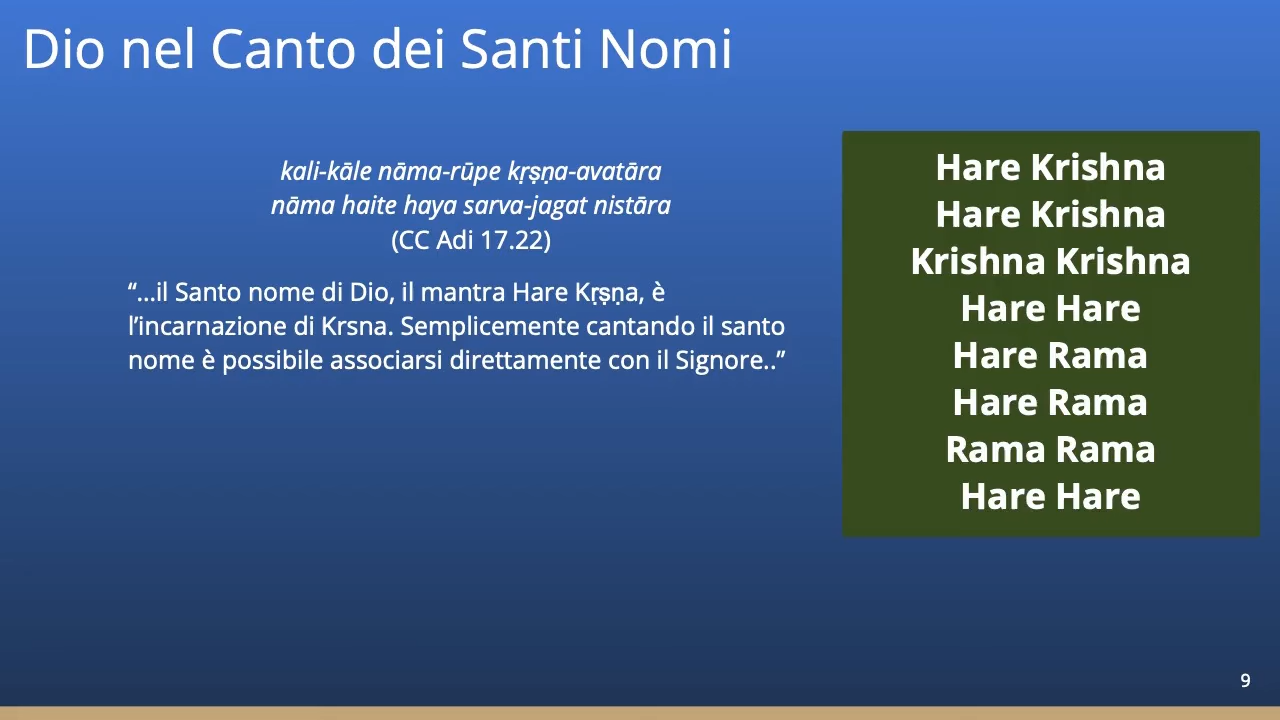 Dio nel Canto dei Santi Nomi
kali-kāle nāma-rūpe kṛṣṇa-avatāra
nāma haite haya sarva-jagat nistāra
(CC Adi 17.22)
“...il Santo nome di Dio, il mantra Hare Kṛṣṇa, è
l’incarnazione di Krsna. Semplicemente cantando il santo
nome è possibile associarsi direttamente con il Signore..”
Hare Krishna
Hare Krishna
Krishna Krishna
Hare Hare
Hare Rama
Hare Rama
Rama Rama
Hare Hare
9